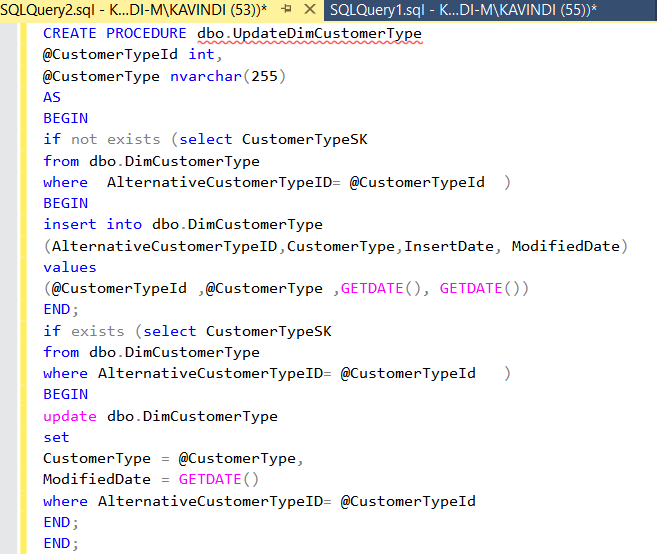 SQLQuery2.sql - K...DI-M\KAVINDI (53))* SQLQuery1.sql - K...DI-M\KAVINDI (55))*
CREATE PROCEDURE dbo.UpdateDimCustomerType
@CustomerTypeId int,
@CustomerType nvarchar(255)
AS
BEGIN
if not exists (select CustomerTypeSK
from dbo.DimCustomerType
where  AlternativeCustomerTypeID= @CustomerTypeId  )
BEGIN
insert into dbo.DimCustomerType
(AlternativeCustomerTypeID,CustomerType,InsertDate, ModifiedDate)
values
(@CustomerTypeId ,@CustomerType ,GETDATE(), GETDATE())
END;
if exists (select CustomerTypeSK
from dbo.DimCustomerType
where AlternativeCustomerTypeID= @CustomerTypeId   )
BEGIN
update dbo.DimCustomerType
set
CustomerType = @CustomerType,
ModifiedDate = GETDATE()
where AlternativeCustomerTypeID= @CustomerTypeId
END;
END;